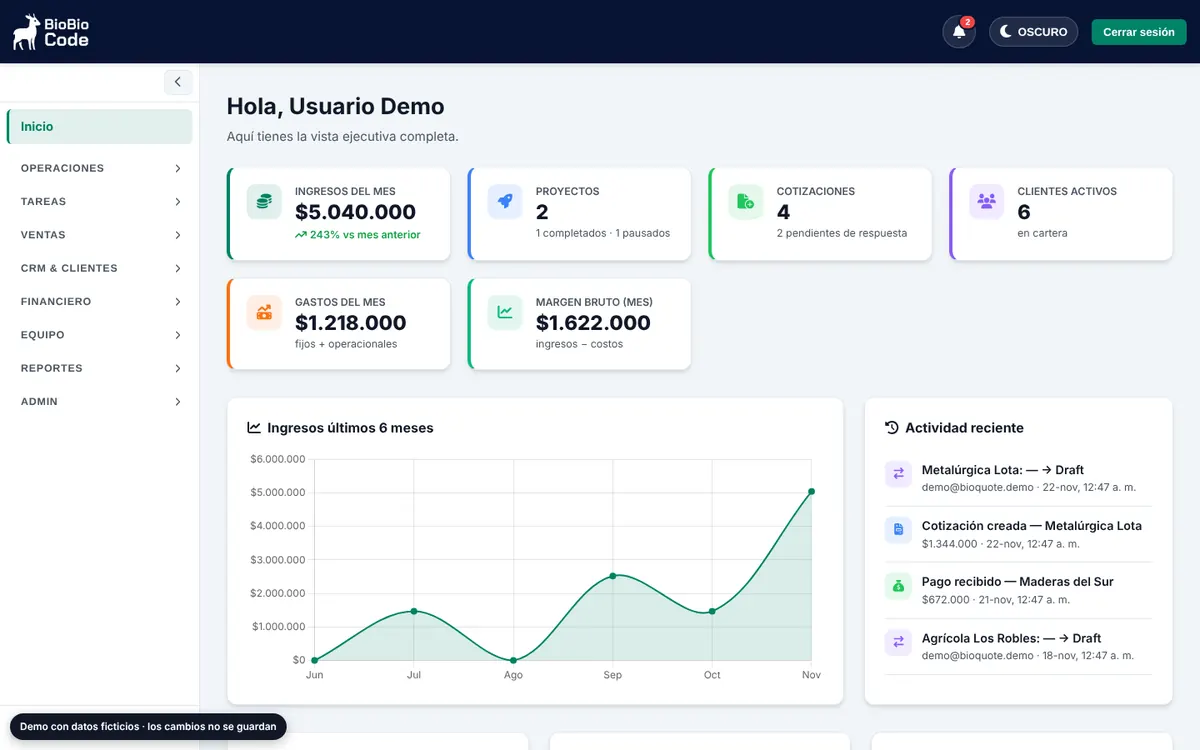 BioBio
Code
2
OSCURO
Cerrar sesión
Inicio
OPERACIONES
TAREAS
VENTAS
CRM & CLIENTES
FINANCIERO
EQUIPO
REPORTES
ADMIN
Hola, Usuario Demo
Aquí tienes la vista ejecutiva completa.
INGRESOS DEL MES
$5.040.000
243% vs mes anterior
PROYECTOS
2
1 completados · 1 pausados
COTIZACIONES
4
2 pendientes de respuesta
CLIENTES ACTIVOS
6
en cartera
GASTOS DEL MES
$1.218.000
fijos + operacionales
MARGEN BRUTO (MES)
$1.622.000
ingresos − costos
Ingresos últimos 6 meses
$6.000.000
$5.000.000
$4.000.000
$3.000.000
$2.000.000
$1.000.000
$0
Jun Jul Ago Sep Oct Nov
Actividad reciente
Metalúrgica Lota: — → Draft
demo@bioquote.demo · 22-nov, 12:47 a. m.
Cotización creada — Metalúrgica Lota
$1.344.000 · 22-nov, 12:47 a. m.
Pago recibido — Maderas del Sur
$672.000 · 21-nov, 12:47 a. m.
Agrícola Los Robles: — → Draft
demo@bioquote.demo · 18-nov, 12:47 a. m.
Demo con datos ficticios · los cambios no se guardan